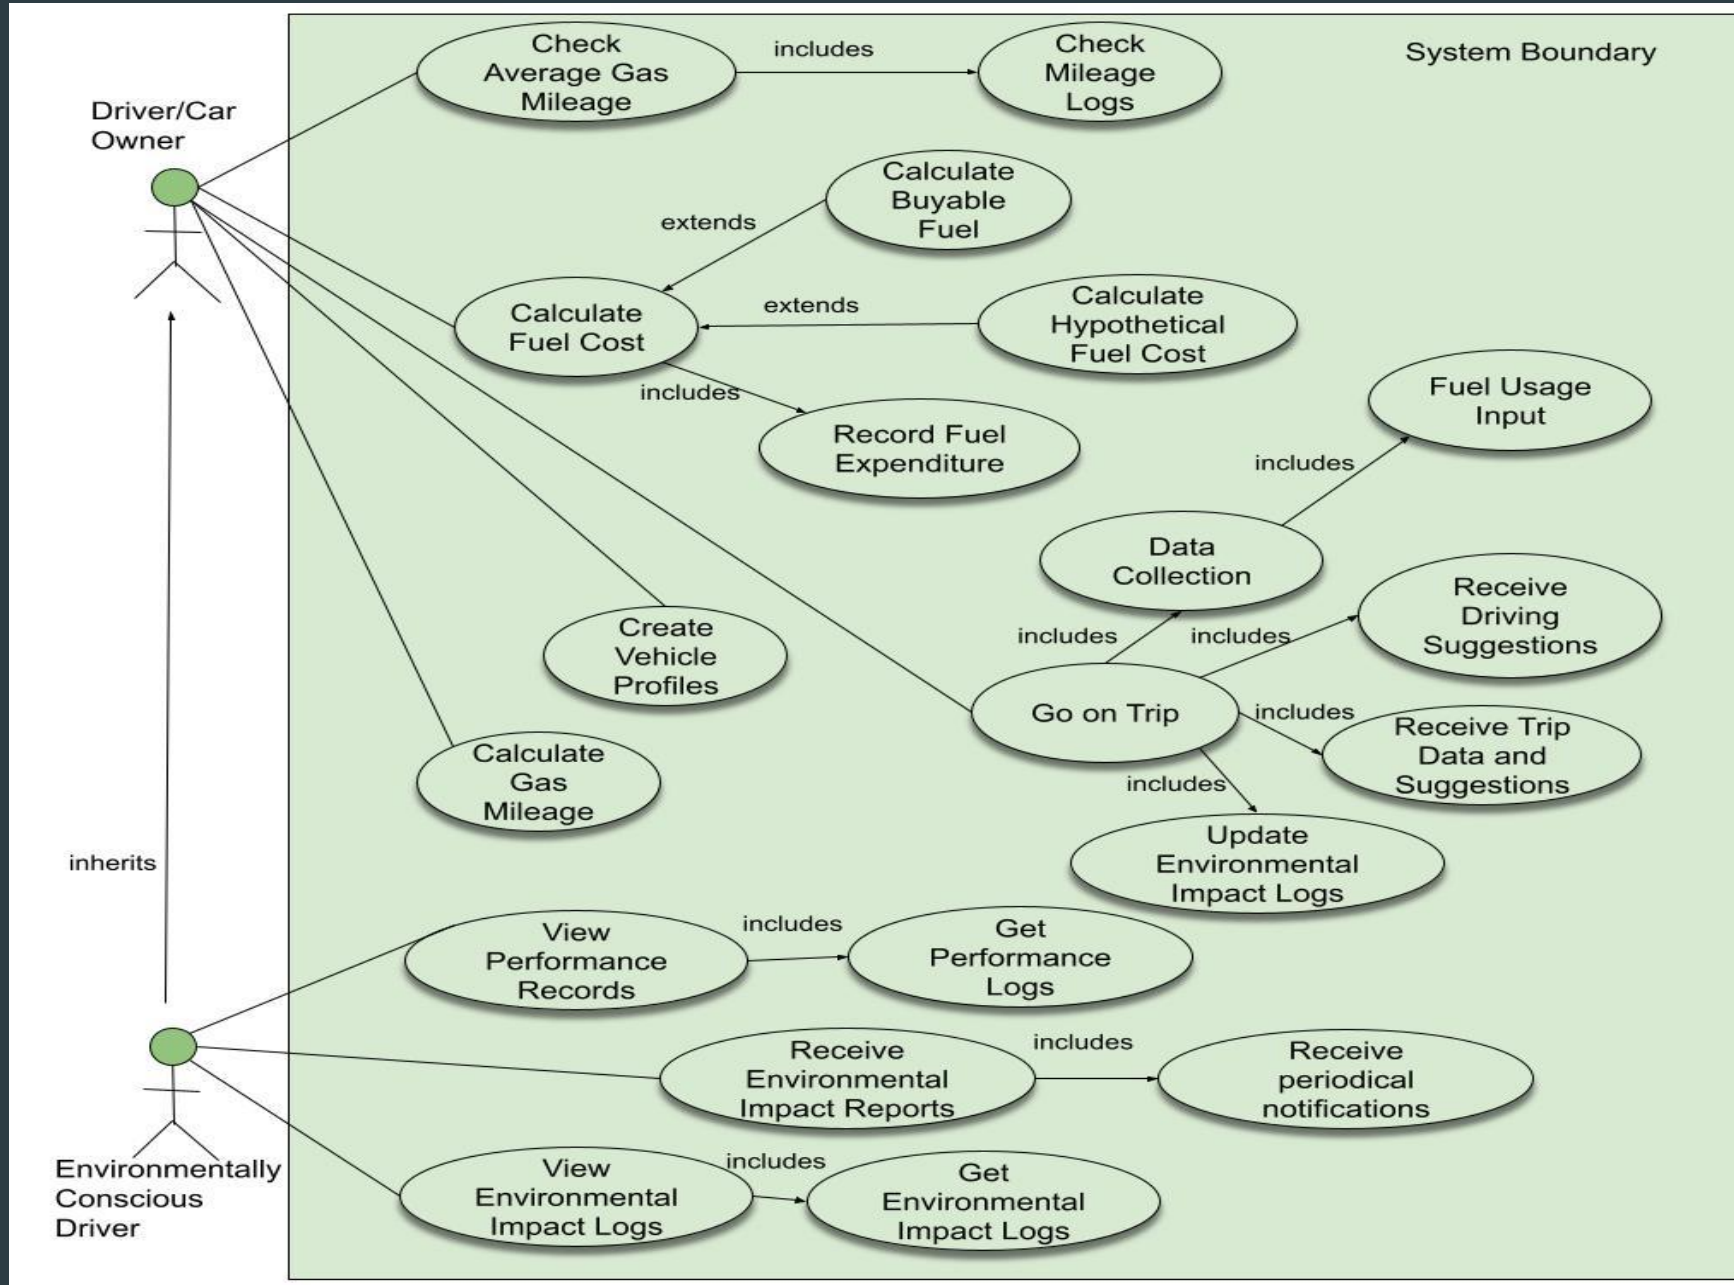 Check
Average Gas
Mileage
includes
Check
Mileage
Logs
System Boundary
Driver/Car
Owner
Calculate
Buyable
Fuel
extends
Calculate
Fuel Cost
extends
Calculate
Hypothetical
Fuel Cost
includes
Record Fuel
Expenditure
Fuel Usage
Input
includes
Data
Collection
includes
includes
Receive
Driving
Suggestions
Create
Vehicle
Profiles
Go on Trip
includes
Receive Trip
Data and
Suggestions
includes
Calculate
Gas
Mileage
Update
Environmental
Impact Logs
inherits
View
Performance
Records
includes
Get
Performance
Logs
Receive
Environmental
Impact Reports
includes
Receive
periodical
notifications
Environmentally
Conscious
Driver
View
Environmental
Impact Logs
includes
Get
Environmental
Impact Logs